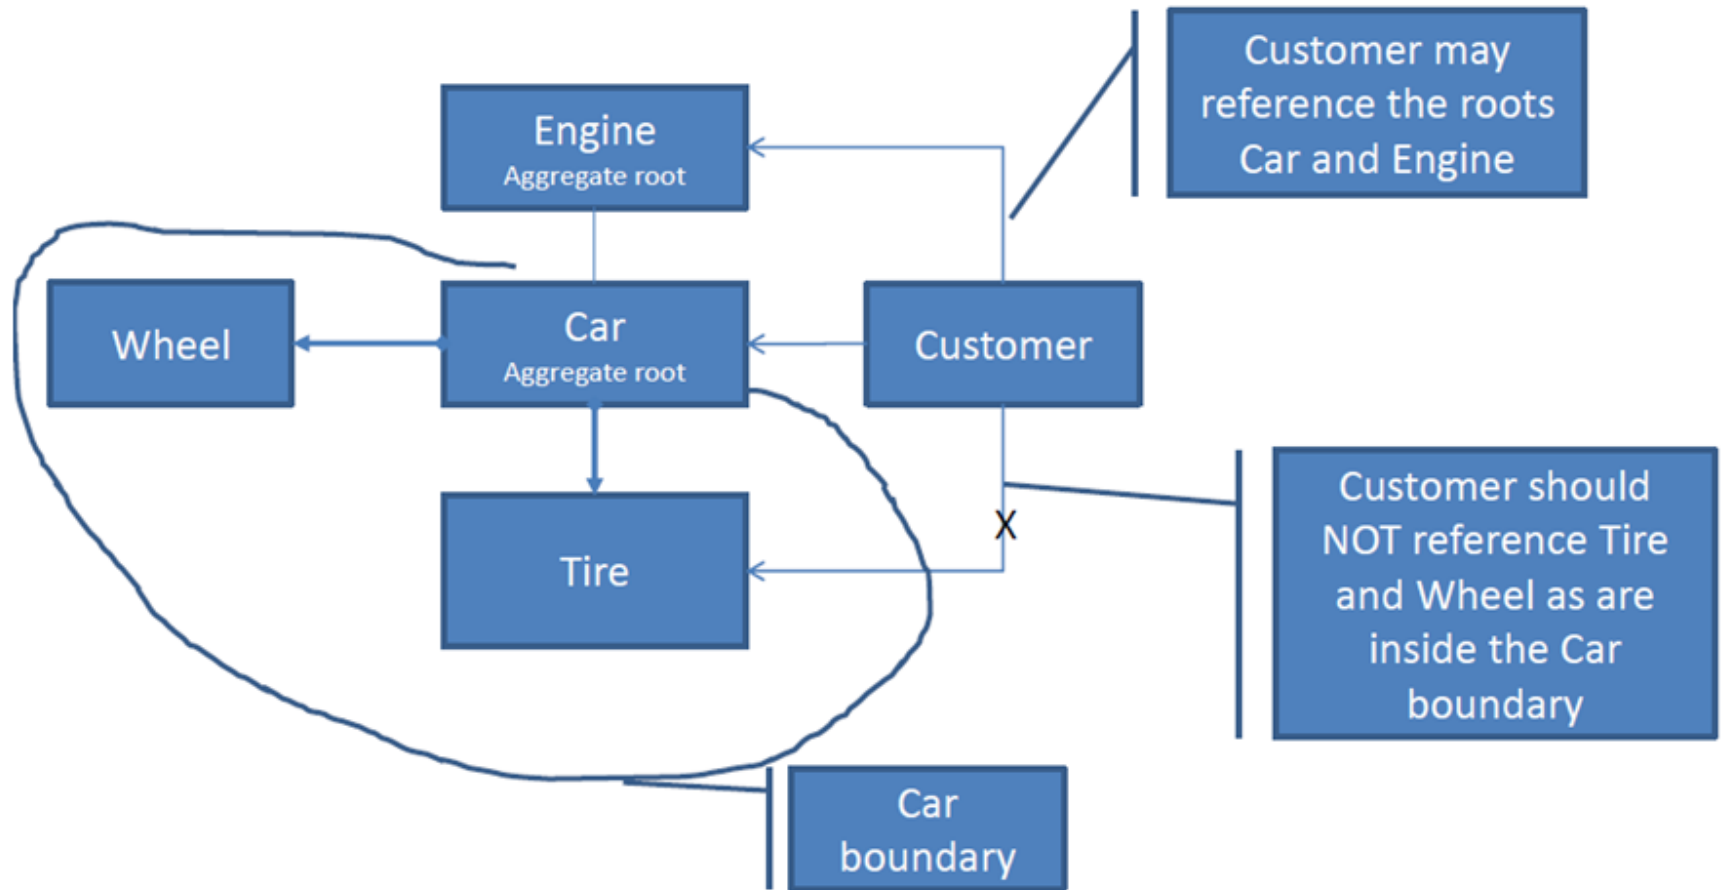 Customer may
reference the roots
Car and Engine
Engine
Aggregate root
Wheel
Car
Aggregate root
Customer
Customer should
NOT reference Tire
and Wheel as are
inside the Car
boundary
X
Tire
Car
boundary